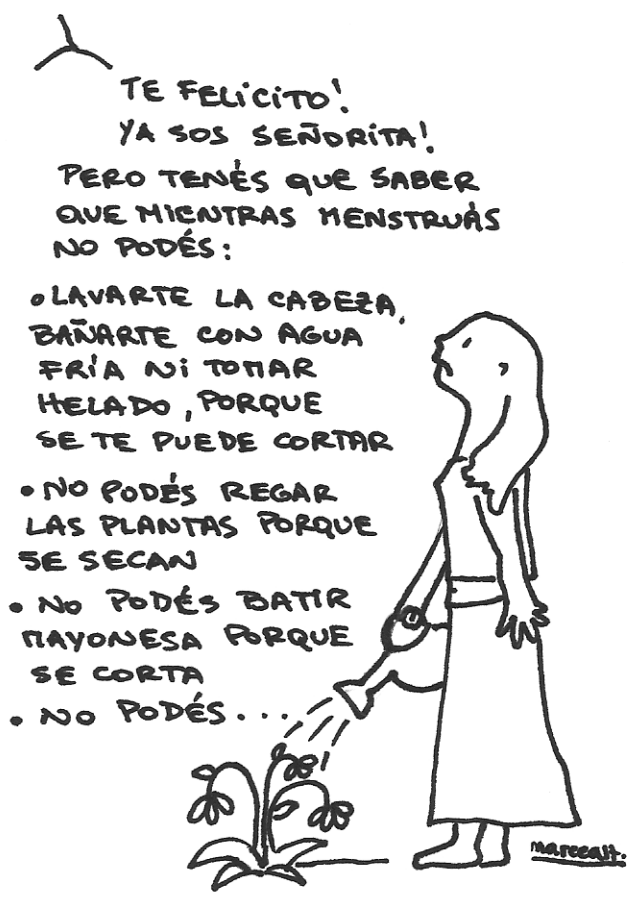 TE FELICITO!
YA SOS SEÑORITA!
PERO TENÉS QUE SABER
QUE MIENTRAS MENSTRUÁS
NO PODÉS:
• LAVARTE LA CABEZA,
BAÑARTE CON AGUA
FRÍA NI TOMAR
HELADO, PORQUE
SE TE PUEDE CORTAR
• NO PODÉS REGAR
LAS PLANTAS PORQUE
SE SECAN
• NO PODÉS BATIR
MAYONESA PORQUE
SE CORTA
• NO PODÉS...